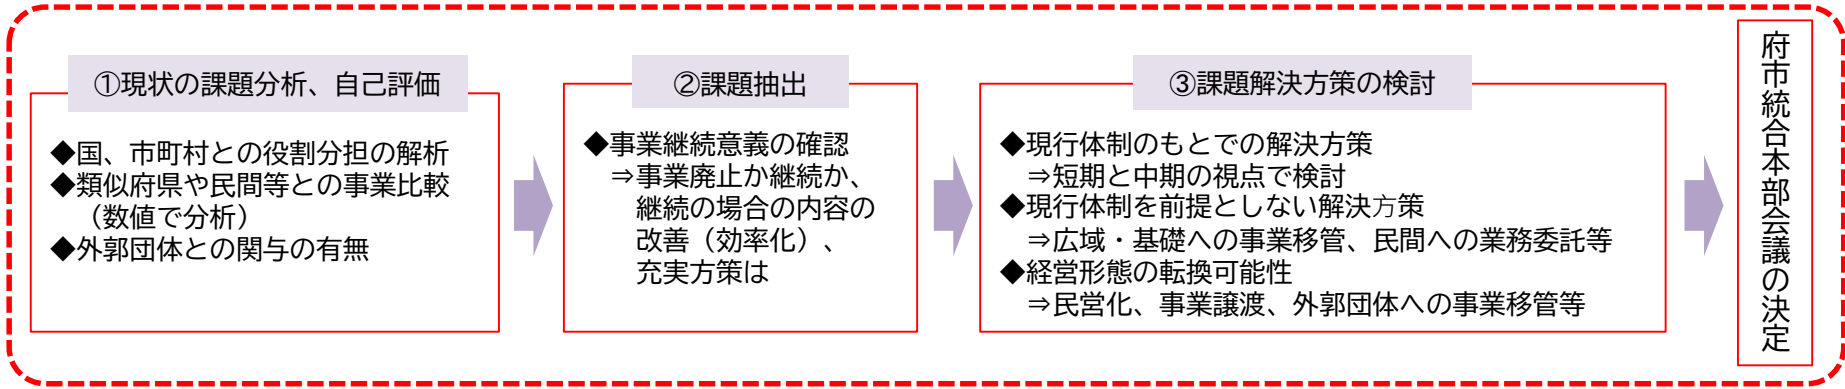 ①現状の課題分析、自己評価
◆国、市町村との役割分担の解析
◆類似府県や民間等との事業比較
（数値で分析）
◆外郭団体との関与の有無
②課題抽出
◆事業継続意義の確認
⇒事業廃止か継続か、
継続の場合の内容の
改善（効率化）、
充実方策は
③課題解決方策の検討
◆現行体制のもとでの解決方策
⇒短期と中期の視点で検討
◆現行体制を前提としない解決方策
⇒広域・基礎への事業移管、民間への業務委託等
◆経営形態の転換可能性
⇒民営化、事業譲渡、外郭団体への事業移管等
府市統合本部会議の決定